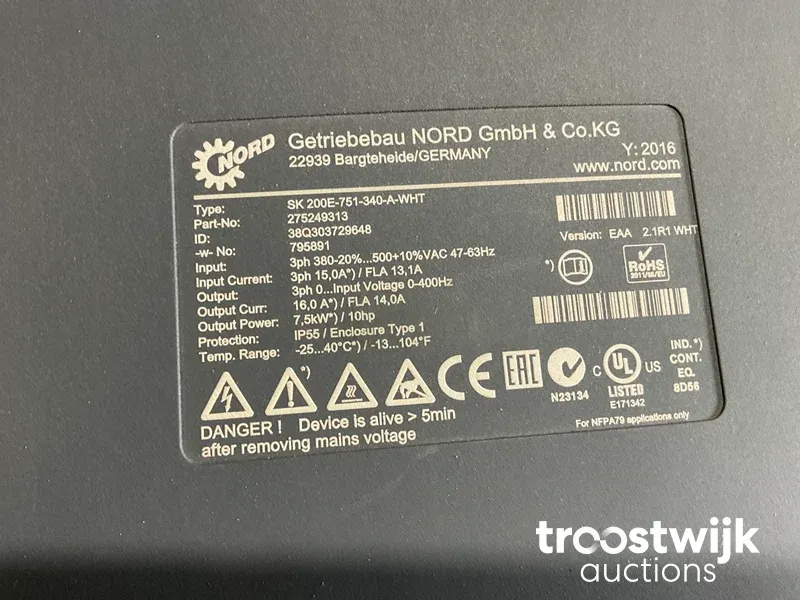 NORD
Getriebebau NORD GmbH & Co.KG
22939 Bargteheide/GERMANY
Y: 2016
www.nord.com
Type: SK 200E-751-340-A-WHT
Part-No: 275249313
ID: 38Q303729648
-w- No: 795891
Input: 3ph 380-20%...500+10%VAC 47-63Hz
Input Current: 3ph 15,0A*) / FLA 13,1A
Output: 3ph 0...Input Voltage 0-400Hz
Output Curr: 16,0 A*) / FLA 14,0A
Output Power: 7,5kW*) / 10hp
Protection: IP55 / Enclosure Type 1
Temp. Range: -25...40°C*) / -13...104°F
Version: EAA 2.1R1 WHT
*)
RoHS
2011/65/EU
*)
CE
EAC
N23134
C UL US
LISTED
E171342
IND.*)
CONT.
EQ.
8D56
For NFPA79 applications only
DANGER ! Device is alive > 5min
after removing mains voltage
troostwijk
auctions